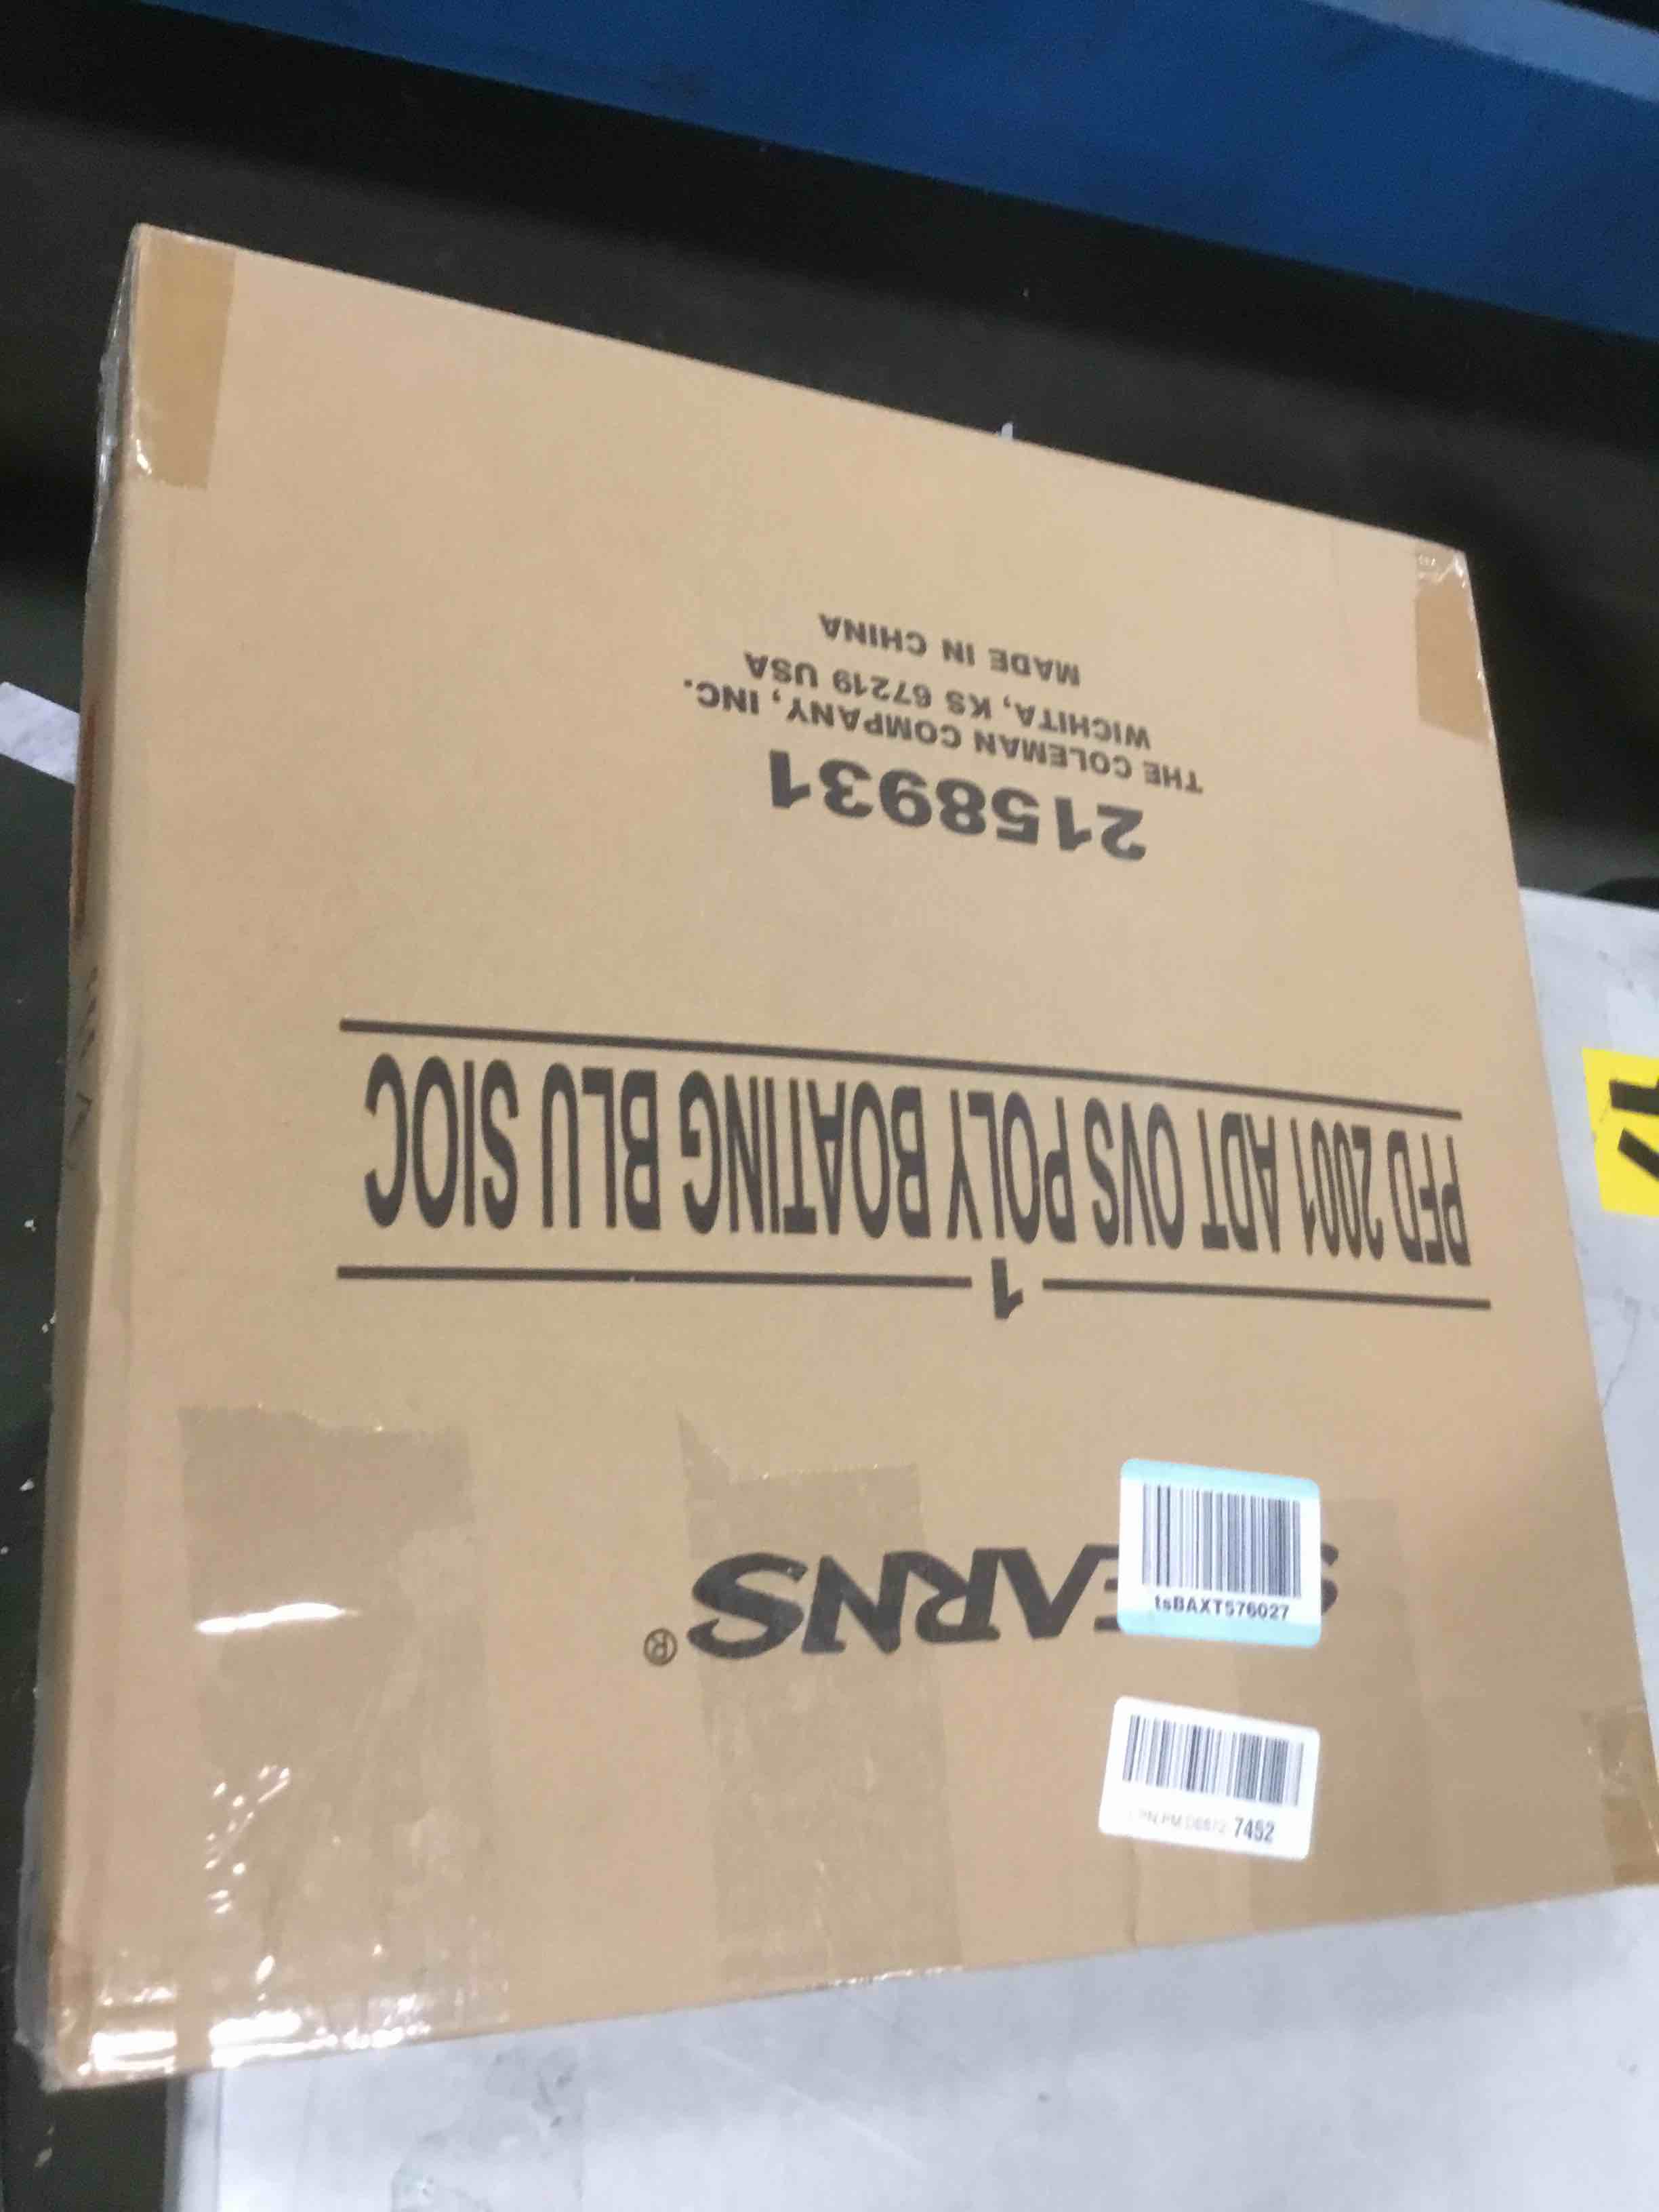 EARNS®
1
PFD 2001 ADT OVS POLY BOATING BLU SIOC
2158931
THE COLEMAN COMPANY, INC.
WICHITA, KS 67219 USA
MADE IN CHINA
tsBAXT576027
7452